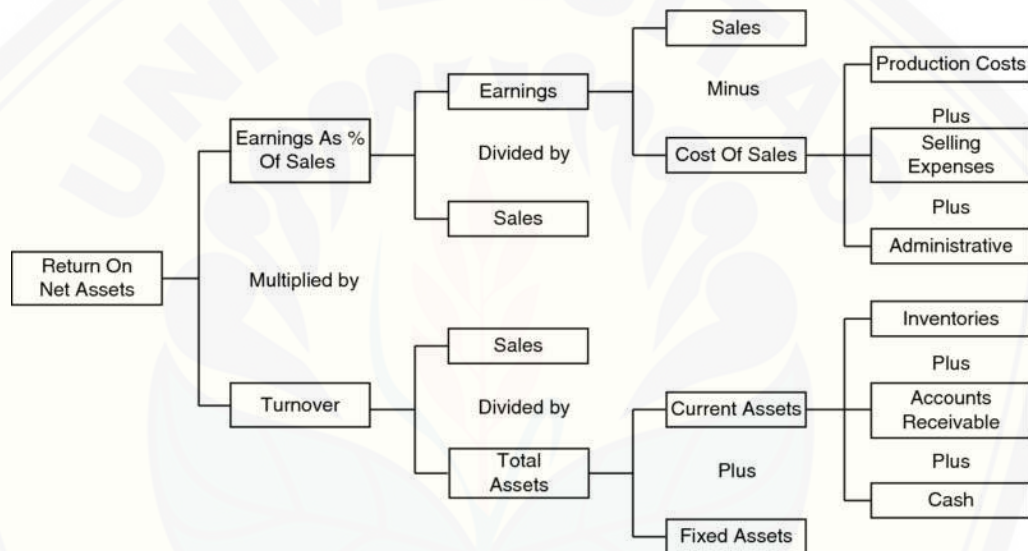 Sales
Production Costs
Earnings
Minus
Plus
Earnings As %
Of Sales
Divided by
Cost Of Sales
Selling
Expenses
Plus
Sales
Administrative
Return On
Net Assets
Multiplied by
Inventories
Sales
Plus
Turnover
Divided by
Current Assets
Accounts
Receivable
Total
Assets
Plus
Plus
Cash
Fixed Assets
UNIVERSITAS